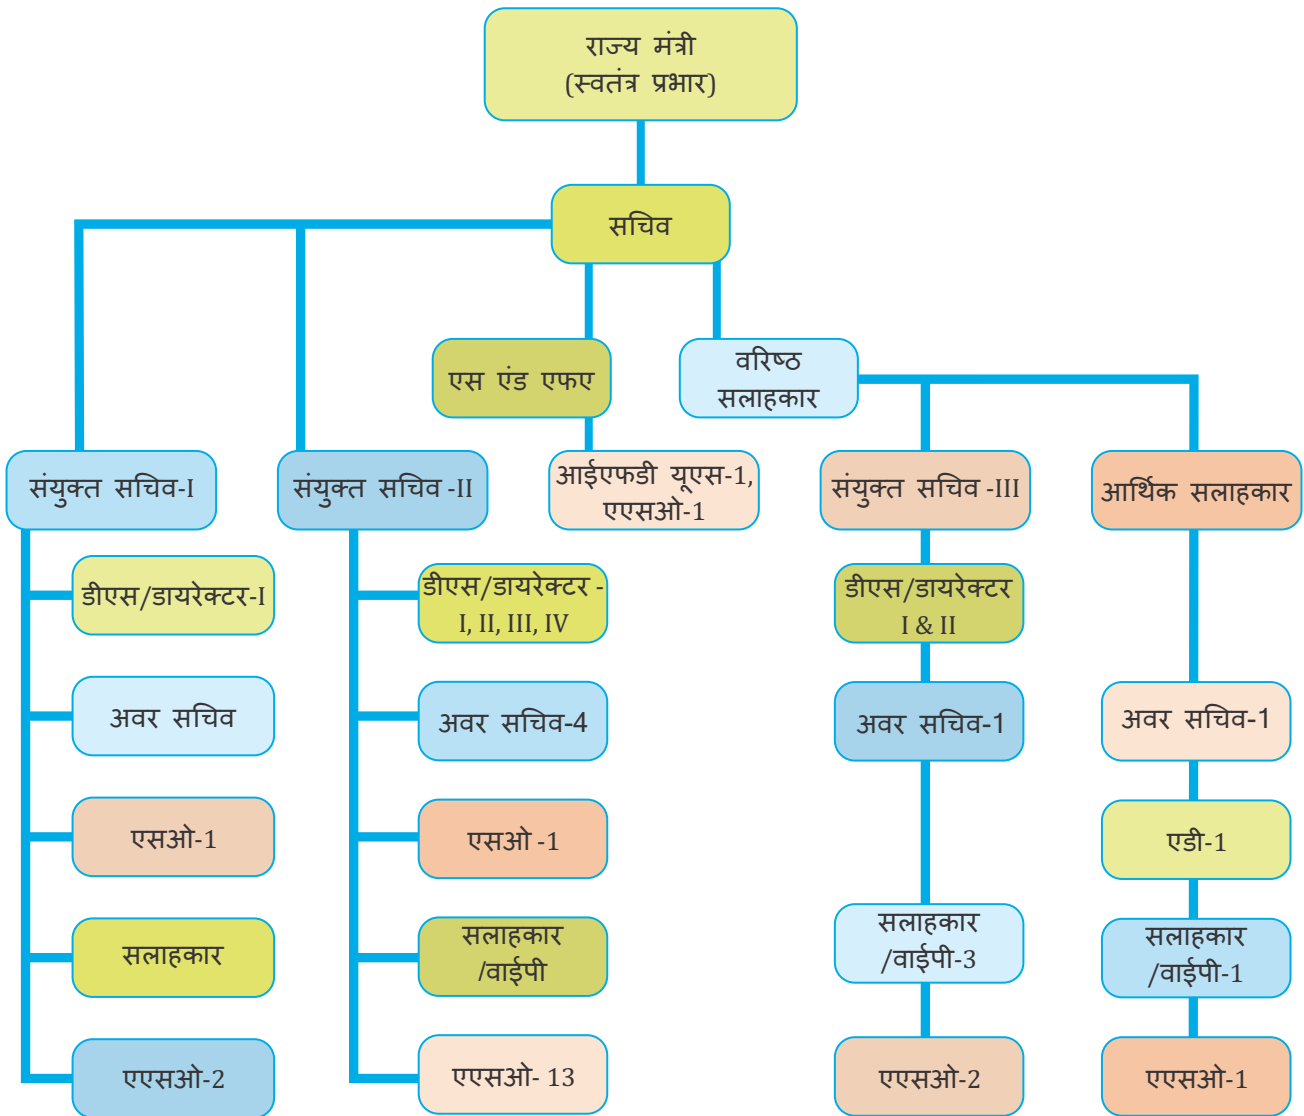 राज्य मंत्री
(स्वतंत्र प्रभार)
सचिव
एस एंड एफए
वरिष्ठ
सलाहकार
संयुक्त सचिव-I
संयुक्त सचिव -II
आईएफडी यूएस-1,
एएसओ-1
संयुक्त सचिव -III
आर्थिक सलाहकार
डीएस/डायरेक्टर-I
डीएस/डायरेक्टर -
I, II, III, IV
डीएस/डाियरेक्टर
I & II
अवर सचिव
अवर सचिव-4
अवर सचिव-1
अवर सचिव-1
एसओ-1
एसओ -1
एडी-1
सलाहकार
सलाहकार
/वाईपी
सलाहकार
/वाईपी-3
सलाहकार
/वाईपी-1
एएसओ-2
एएसओ- 13
एएसओ-2
एएसओ-1